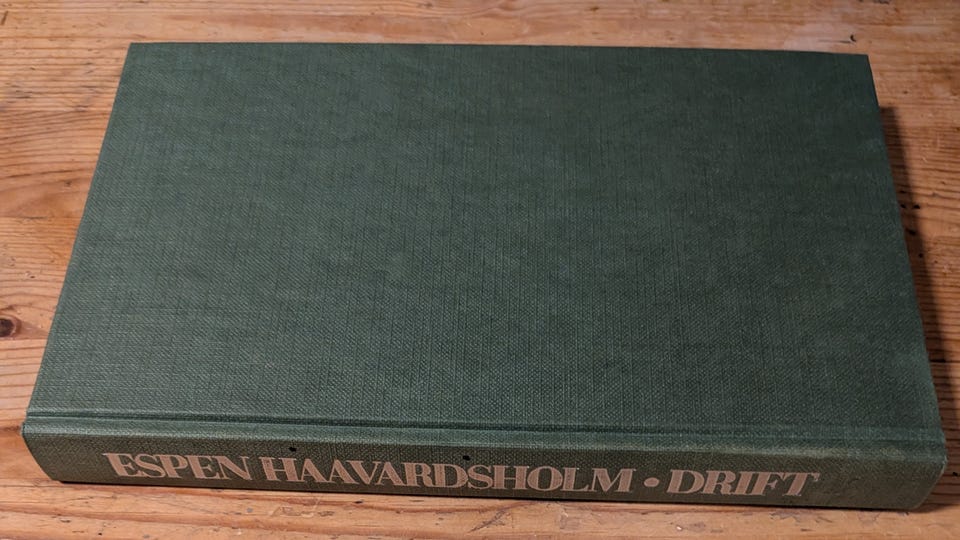 ESPEN HAAVARDSHOLM • DRIFT